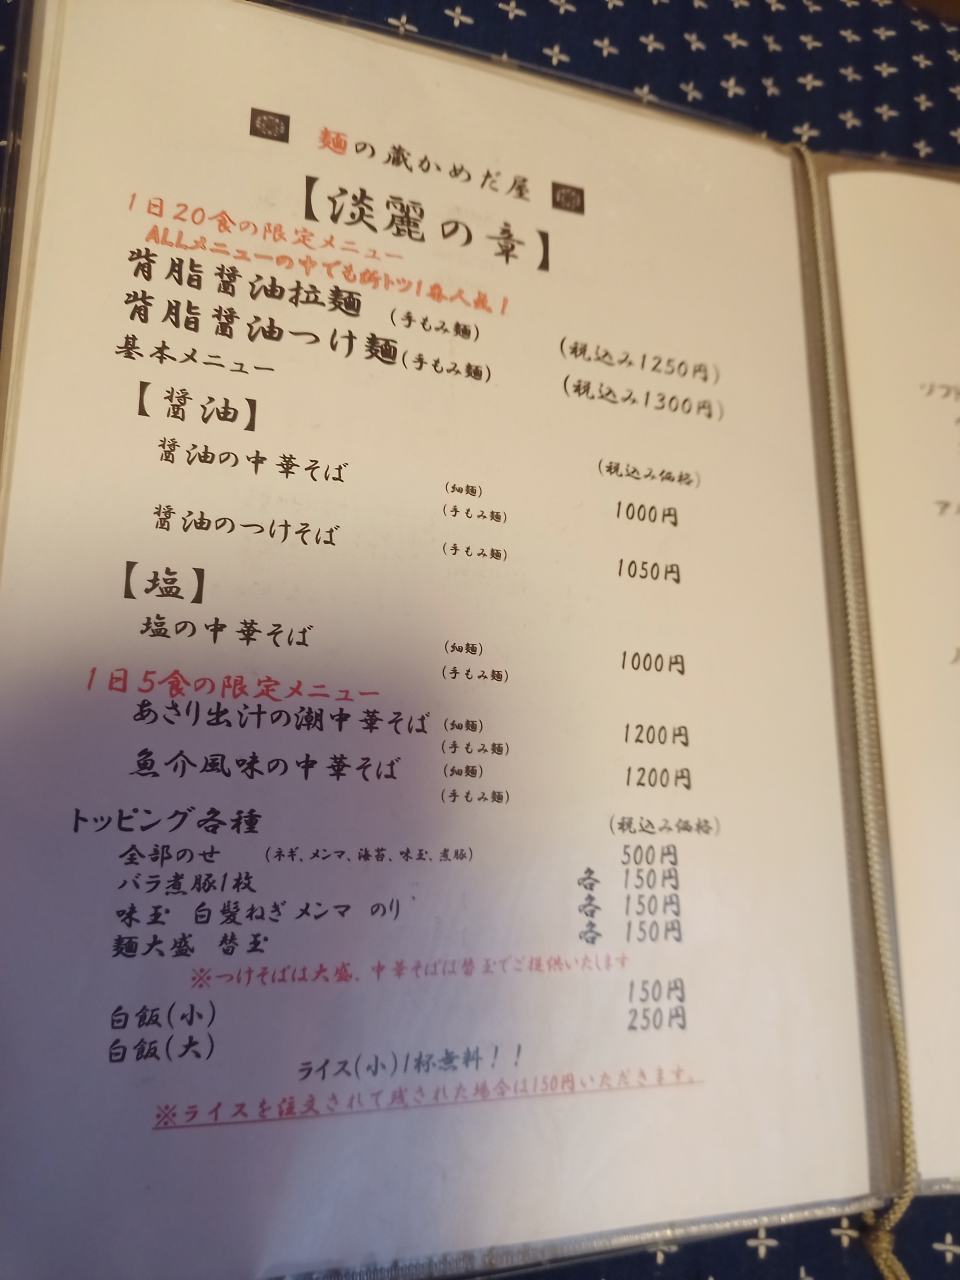 麺の蔵かめだ屋
【淡麗の章】
1日20食の限定メニュー
ALLメニューの中でも断トツ1番人気！
背脂醤油拉麺 (手もみ麺) (税込み1250円)
背脂醤油つけ麺(手もみ麺) (税込み1300円)
基本メニュー
【醤油】
(税込み価格)
醤油の中華そば (細麺) 1000円
(手もみ麺)
醤油のつけそば (手もみ麺) 1050円
【塩】
塩の中華そば (細麺) 1000円
(手もみ麺)
1日5食の限定メニュー
あさり出汁の潮中華そば (細麺) 1200円
(手もみ麺)
魚介風味の中華そば (細麺) 1200円
(手もみ麺)
トッピング各種 (税込み価格)
全部のせ (ネギ、メンマ、海苔、味玉、煮豚) 500円
バラ煮豚1枚 各 150円
味玉 白髪ねぎ メンマ のり 各 150円
麺大盛 替玉 各 150円
※つけそばは大盛、中華そばは替玉でご提供いたします
白飯(小) 150円
白飯(大) 250円
ライス(小)1杯無料！！
※ライスを注文されて残された場合は150円いただきます。